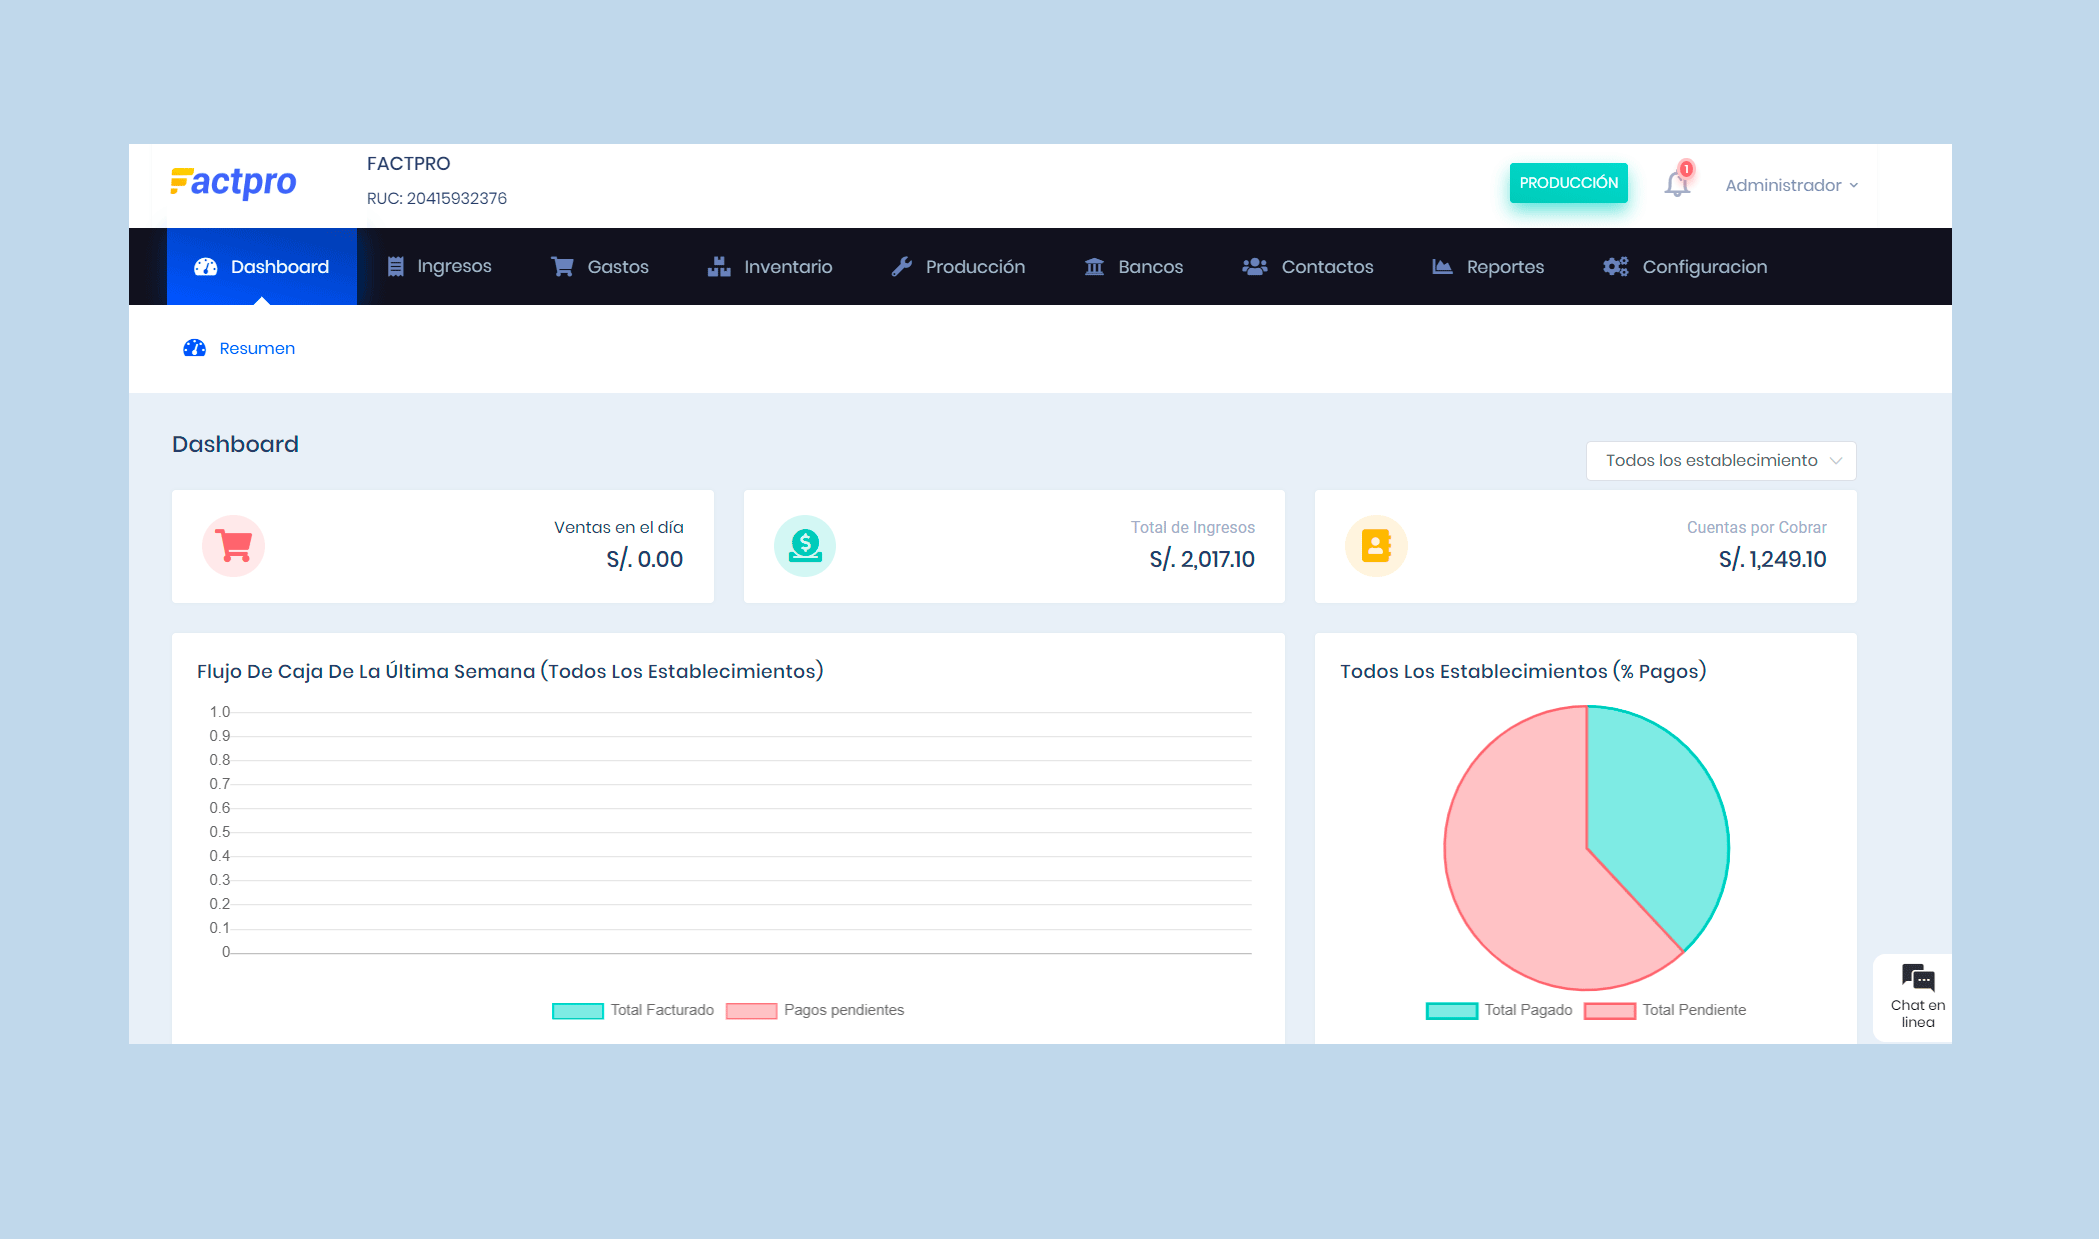 Factpro
FACTPRO
RUC: 20415932376
PRODUCCIÓN
1
Administrador
Dashboard
Ingresos
Gastos
Inventario
Producción
Bancos
Contactos
Reportes
Configuracion
Resumen
Dashboard
Todos los establecimiento
Ventas en el día
S/. 0.00
Total de Ingresos
S/. 2,017.10
Cuentas por Cobrar
S/. 1,249.10
Flujo De Caja De La Última Semana (Todos Los Establecimientos)
1.0
0.9
0.8
0.7
0.6
0.5
0.4
0.3
0.2
0.1
0
Total Facturado
Pagos pendientes
Todos Los Establecimientos (% Pagos)
Total Pagado
Total Pendiente
Chat en
linea